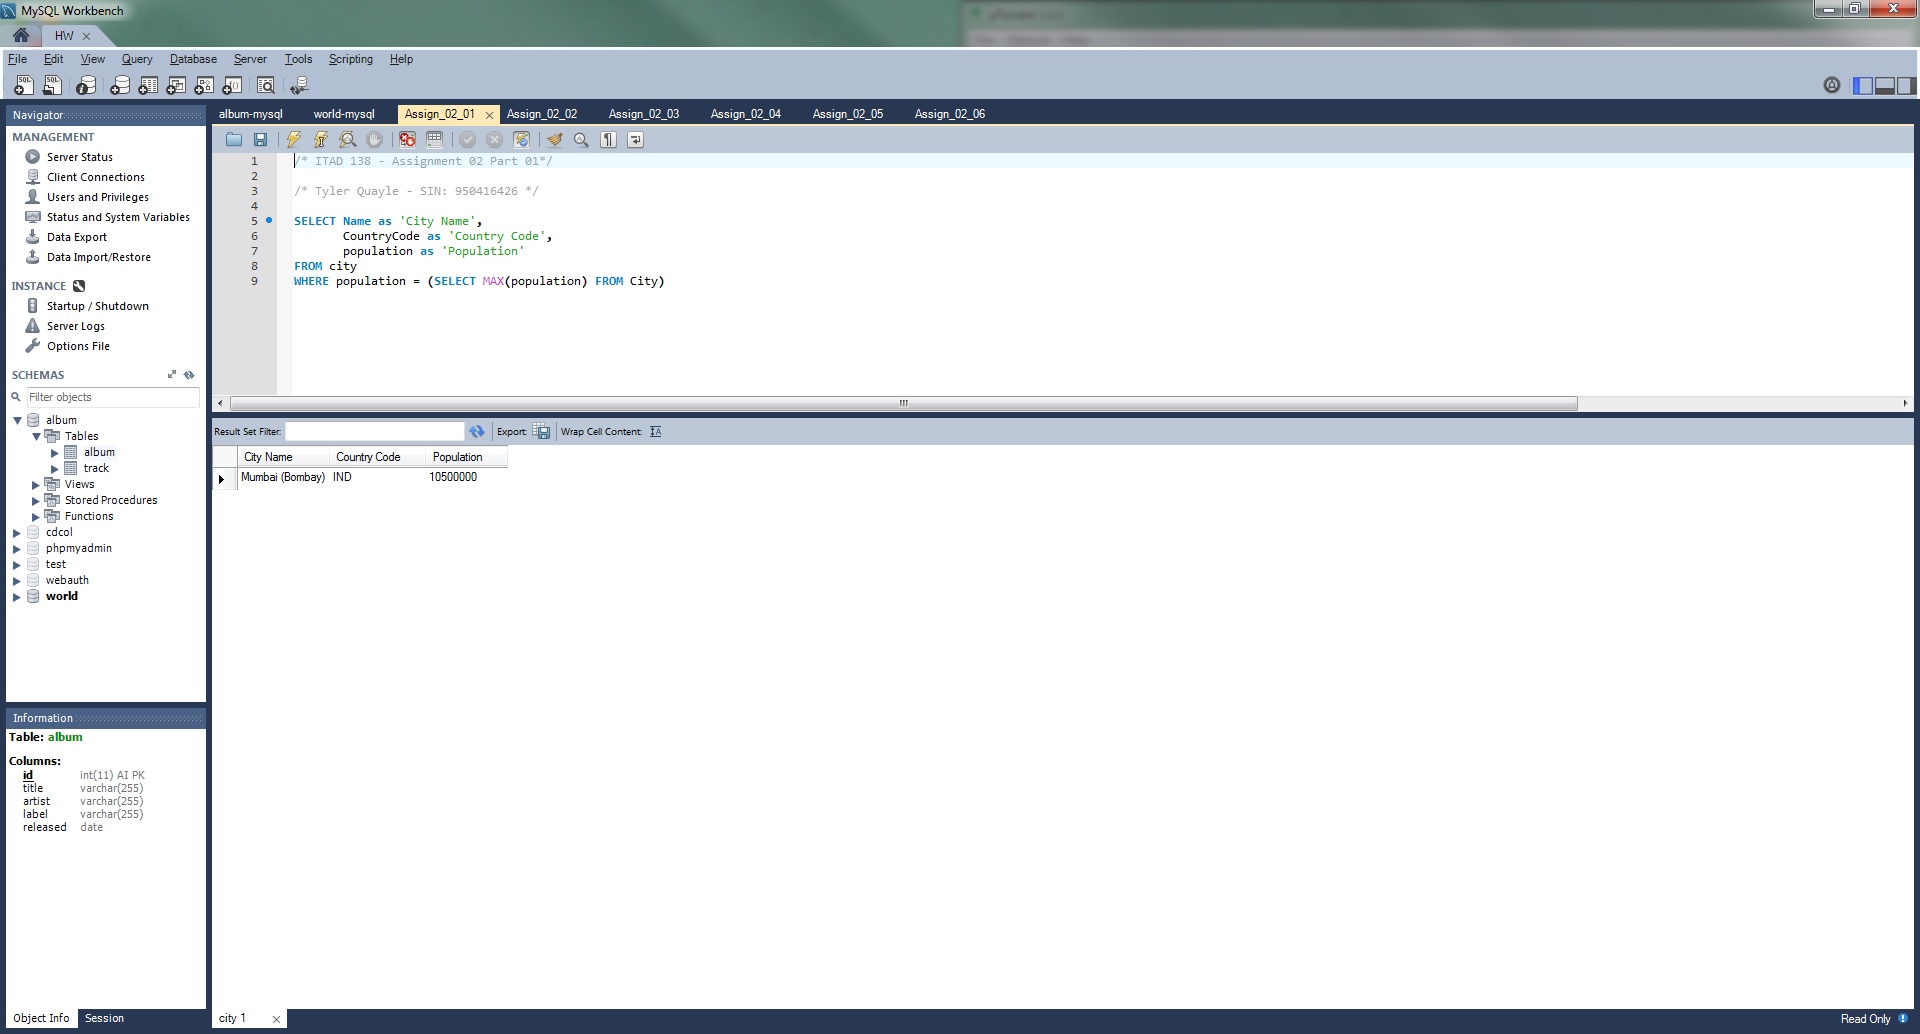 MySQL Workbench
HW
File Edit View Query Database Server Tools Scripting Help
Navigator
MANAGEMENT
Server Status
Client Connections
Users and Privileges
Status and System Variables
Data Export
Data Import/Restore
INSTANCE
Startup / Shutdown
Server Logs
Options File
SCHEMAS
Filter objects
album
Tables
album
track
Views
Stored Procedures
Functions
cdcol
phpmyadmin
test
webauth
world
Information
Table: album
Columns:
id int(11) AI PK
title varchar(255)
artist varchar(255)
label varchar(255)
released date
Object Info Session
album-mysql world-mysql Assign_02_01 Assign_02_02 Assign_02_03 Assign_02_04 Assign_02_05 Assign_02_06
1 /* ITAD 138 - Assignment 02 Part 01*/
2
3 /* Tyler Quayle - SIN: 950416426 */
4
5 SELECT Name as 'City Name',
6 CountryCode as 'Country Code',
7 population as 'Population'
8 FROM city
9 WHERE population = (SELECT MAX(population) FROM City)
Result Set Filter: Export: Wrap Cell Content:
City Name Country Code Population
Mumbai (Bombay) IND 10500000
city 1
Read Only